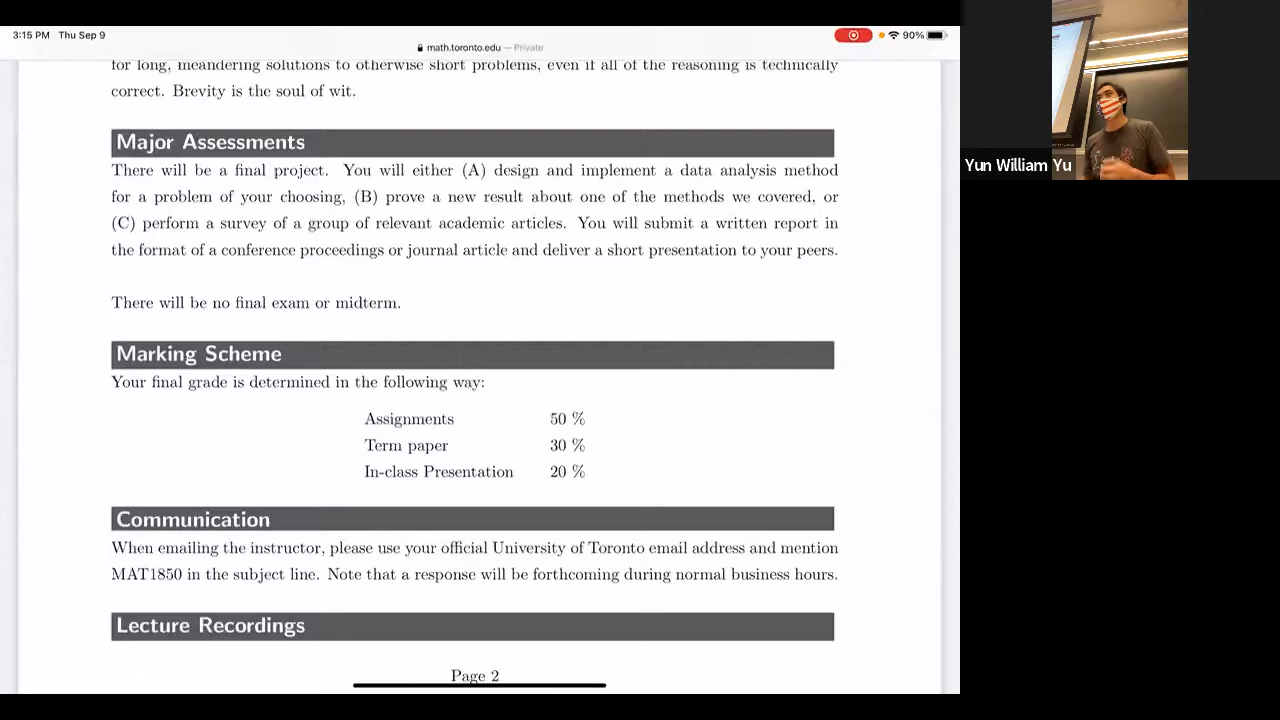 3:15 PM Thu Sep 9
90%
math.toronto.edu — Private
for long, meandering solutions to otherwise short problems, even if all of the reasoning is technically
correct. Brevity is the soul of wit.
Major Assessments
There will be a final project. You will either (A) design and implement a data analysis method
for a problem of your choosing, (B) prove a new result about one of the methods we covered, or
(C) perform a survey of a group of relevant academic articles. You will submit a written report in
the format of a conference proceedings or journal article and deliver a short presentation to your peers.
There will be no final exam or midterm.
Marking Scheme
Your final grade is determined in the following way:
Assignments 50 %
Term paper 30 %
In-class Presentation 20 %
Communication
When emailing the instructor, please use your official University of Toronto email address and mention
MAT1850 in the subject line. Note that a response will be forthcoming during normal business hours.
Lecture Recordings
Page 2
Yun William Yu